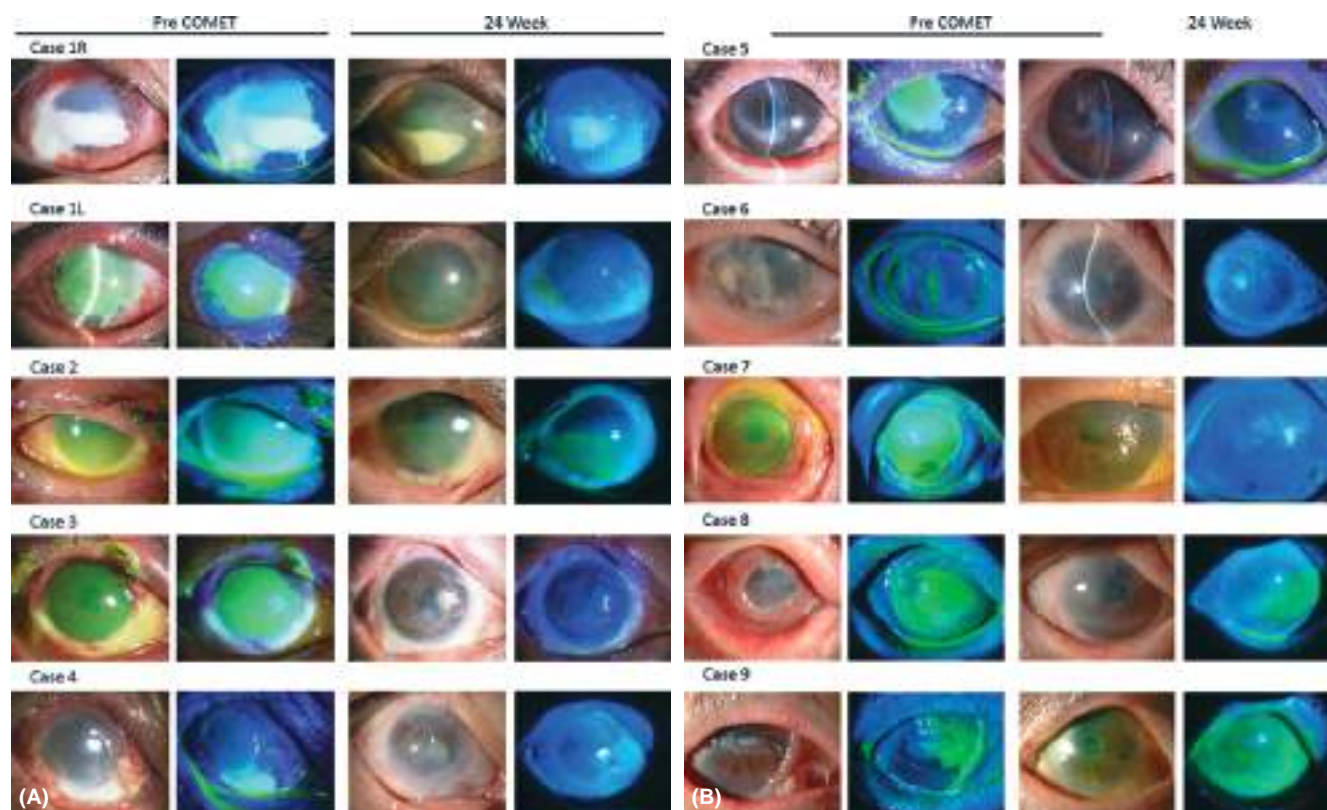 Pre COMET 24 Week
Case 1R
Case 1L
Case 2
Case 3
Case 4
(A)
Pre COMET 24 Week
Case 5
Case 6
Case 7
Case 8
Case 9
(B)